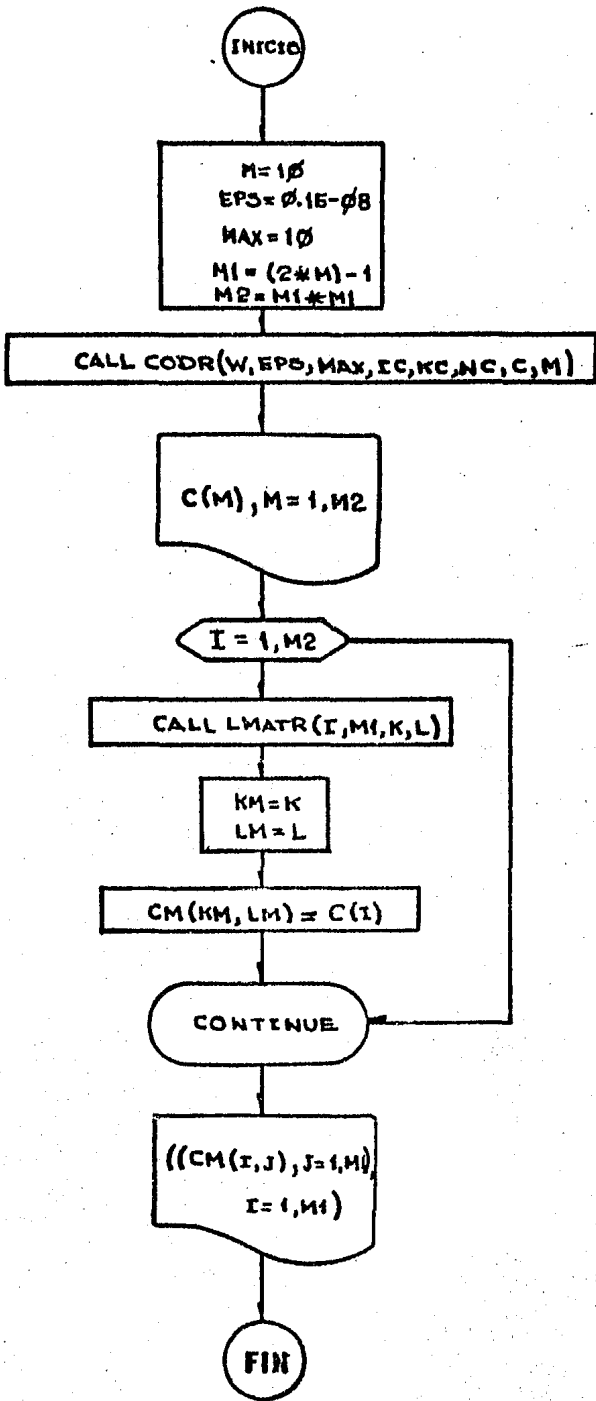 INICIO
M=1Ø
EPS=Ø.1E-Ø8
MAX=1Ø
M1=(2*M)-1
M2=M1*M1
CALL CODR(W,EPS,MAX,IC,KC,NC,C,M)
C(M),M=1,M2
I=1,M2
CALL LMATR(I,M1,K,L)
KM=K
LM=L
CM(KM,LM)=C(I)
CONTINUE
((CM(I,J),J=1,M1),
I=1,M1)
FIN